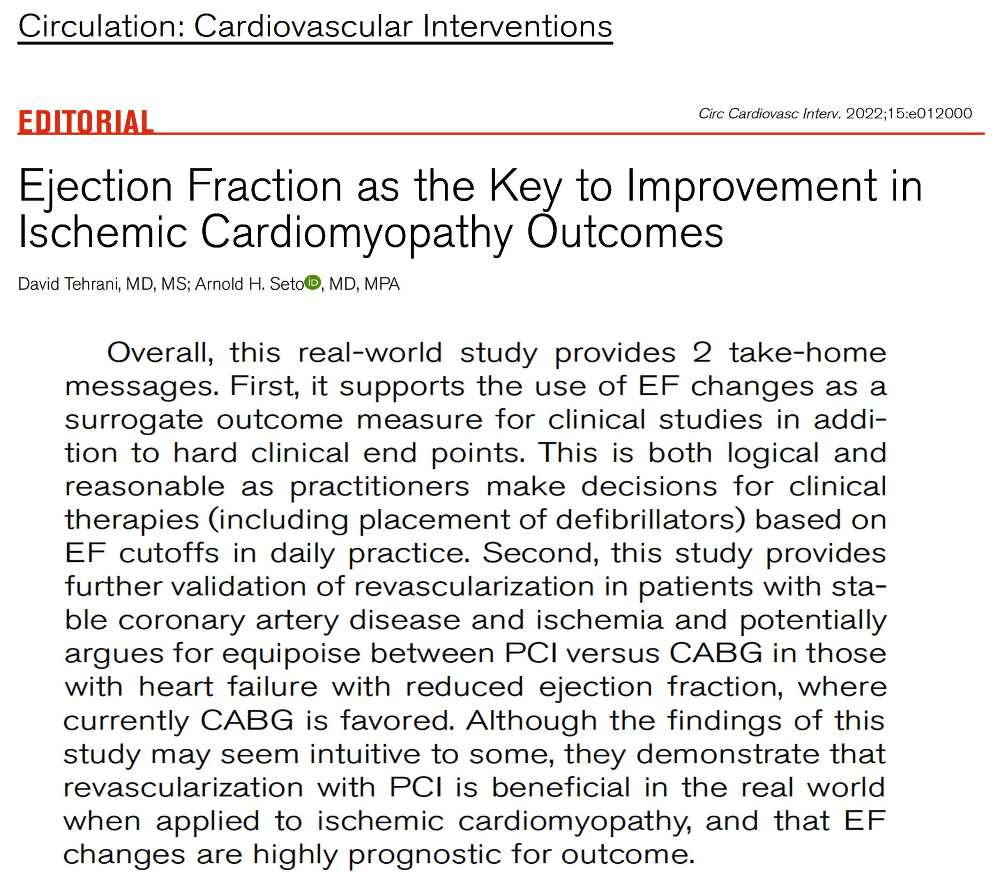 Circulation: Cardiovascular Interventions
EDITORIAL
Circ Cardiovasc Interv. 2022;15:e012000.
Ejection Fraction as the Key to Improvement in
Ischemic Cardiomyopathy Outcomes
David Tehrani, MD, MS; Arnold H. Seto iD, MD, MPA
Overall, this real-world study provides 2 take-home
messages. First, it supports the use of EF changes as a
surrogate outcome measure for clinical studies in addi-
tion to hard clinical end points. This is both logical and
reasonable as practitioners make decisions for clinical
therapies (including placement of defibrillators) based on
EF cutoffs in daily practice. Second, this study provides
further validation of revascularization in patients with sta-
ble coronary artery disease and ischemia and potentially
argues for equipoise between PCI versus CABG in those
with heart failure with reduced ejection fraction, where
currently CABG is favored. Although the findings of this
study may seem intuitive to some, they demonstrate that
revascularization with PCI is beneficial in the real world
when applied to ischemic cardiomyopathy, and that EF
changes are highly prognostic for outcome.